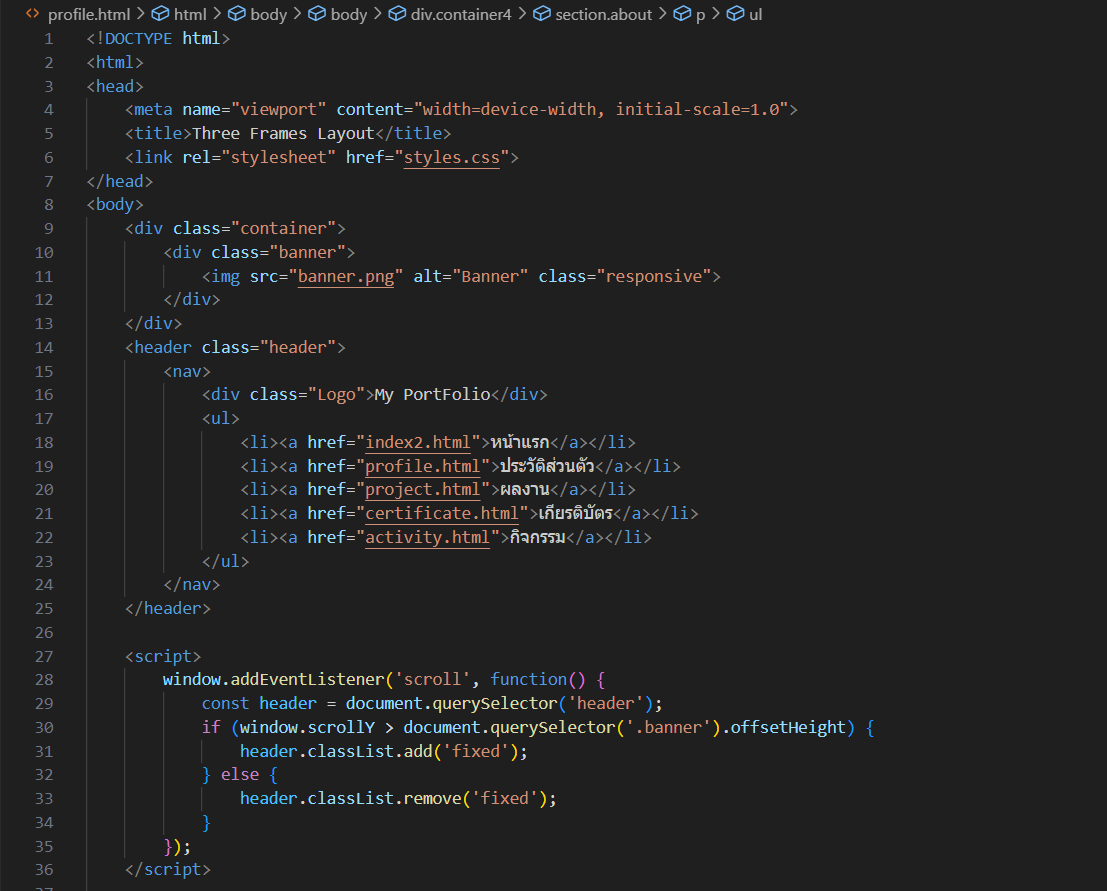 profile.html > html > body > body > div.container4 > section.about > p > ul
1 <!DOCTYPE html>
2 <html>
3 <head>
4 <meta name="viewport" content="width=device-width, initial-scale=1.0">
5 <title>Three Frames Layout</title>
6 <link rel="stylesheet" href="styles.css">
7 </head>
8 <body>
9 <div class="container">
10 <div class="banner">
11 <img src="banner.png" alt="Banner" class="responsive">
12 </div>
13 </div>
14 <header class="header">
15 <nav>
16 <div class="Logo">My PortFolio</div>
17 <ul>
18 <li><a href="index2.html">หน้าแรก</a></li>
19 <li><a href="profile.html">ประวัติส่วนตัว</a></li>
20 <li><a href="project.html">ผลงาน</a></li>
21 <li><a href="certificate.html">เกียรติบัตร</a></li>
22 <li><a href="activity.html">กิจกรรม</a></li>
23 </ul>
24 </nav>
25 </header>
26
27 <script>
28 window.addEventListener('scroll', function() {
29 const header = document.querySelector('header');
30 if (window.scrollY > document.querySelector('.banner').offsetHeight) {
31 header.classList.add('fixed');
32 } else {
33 header.classList.remove('fixed');
34 }
35 });
36 </script>